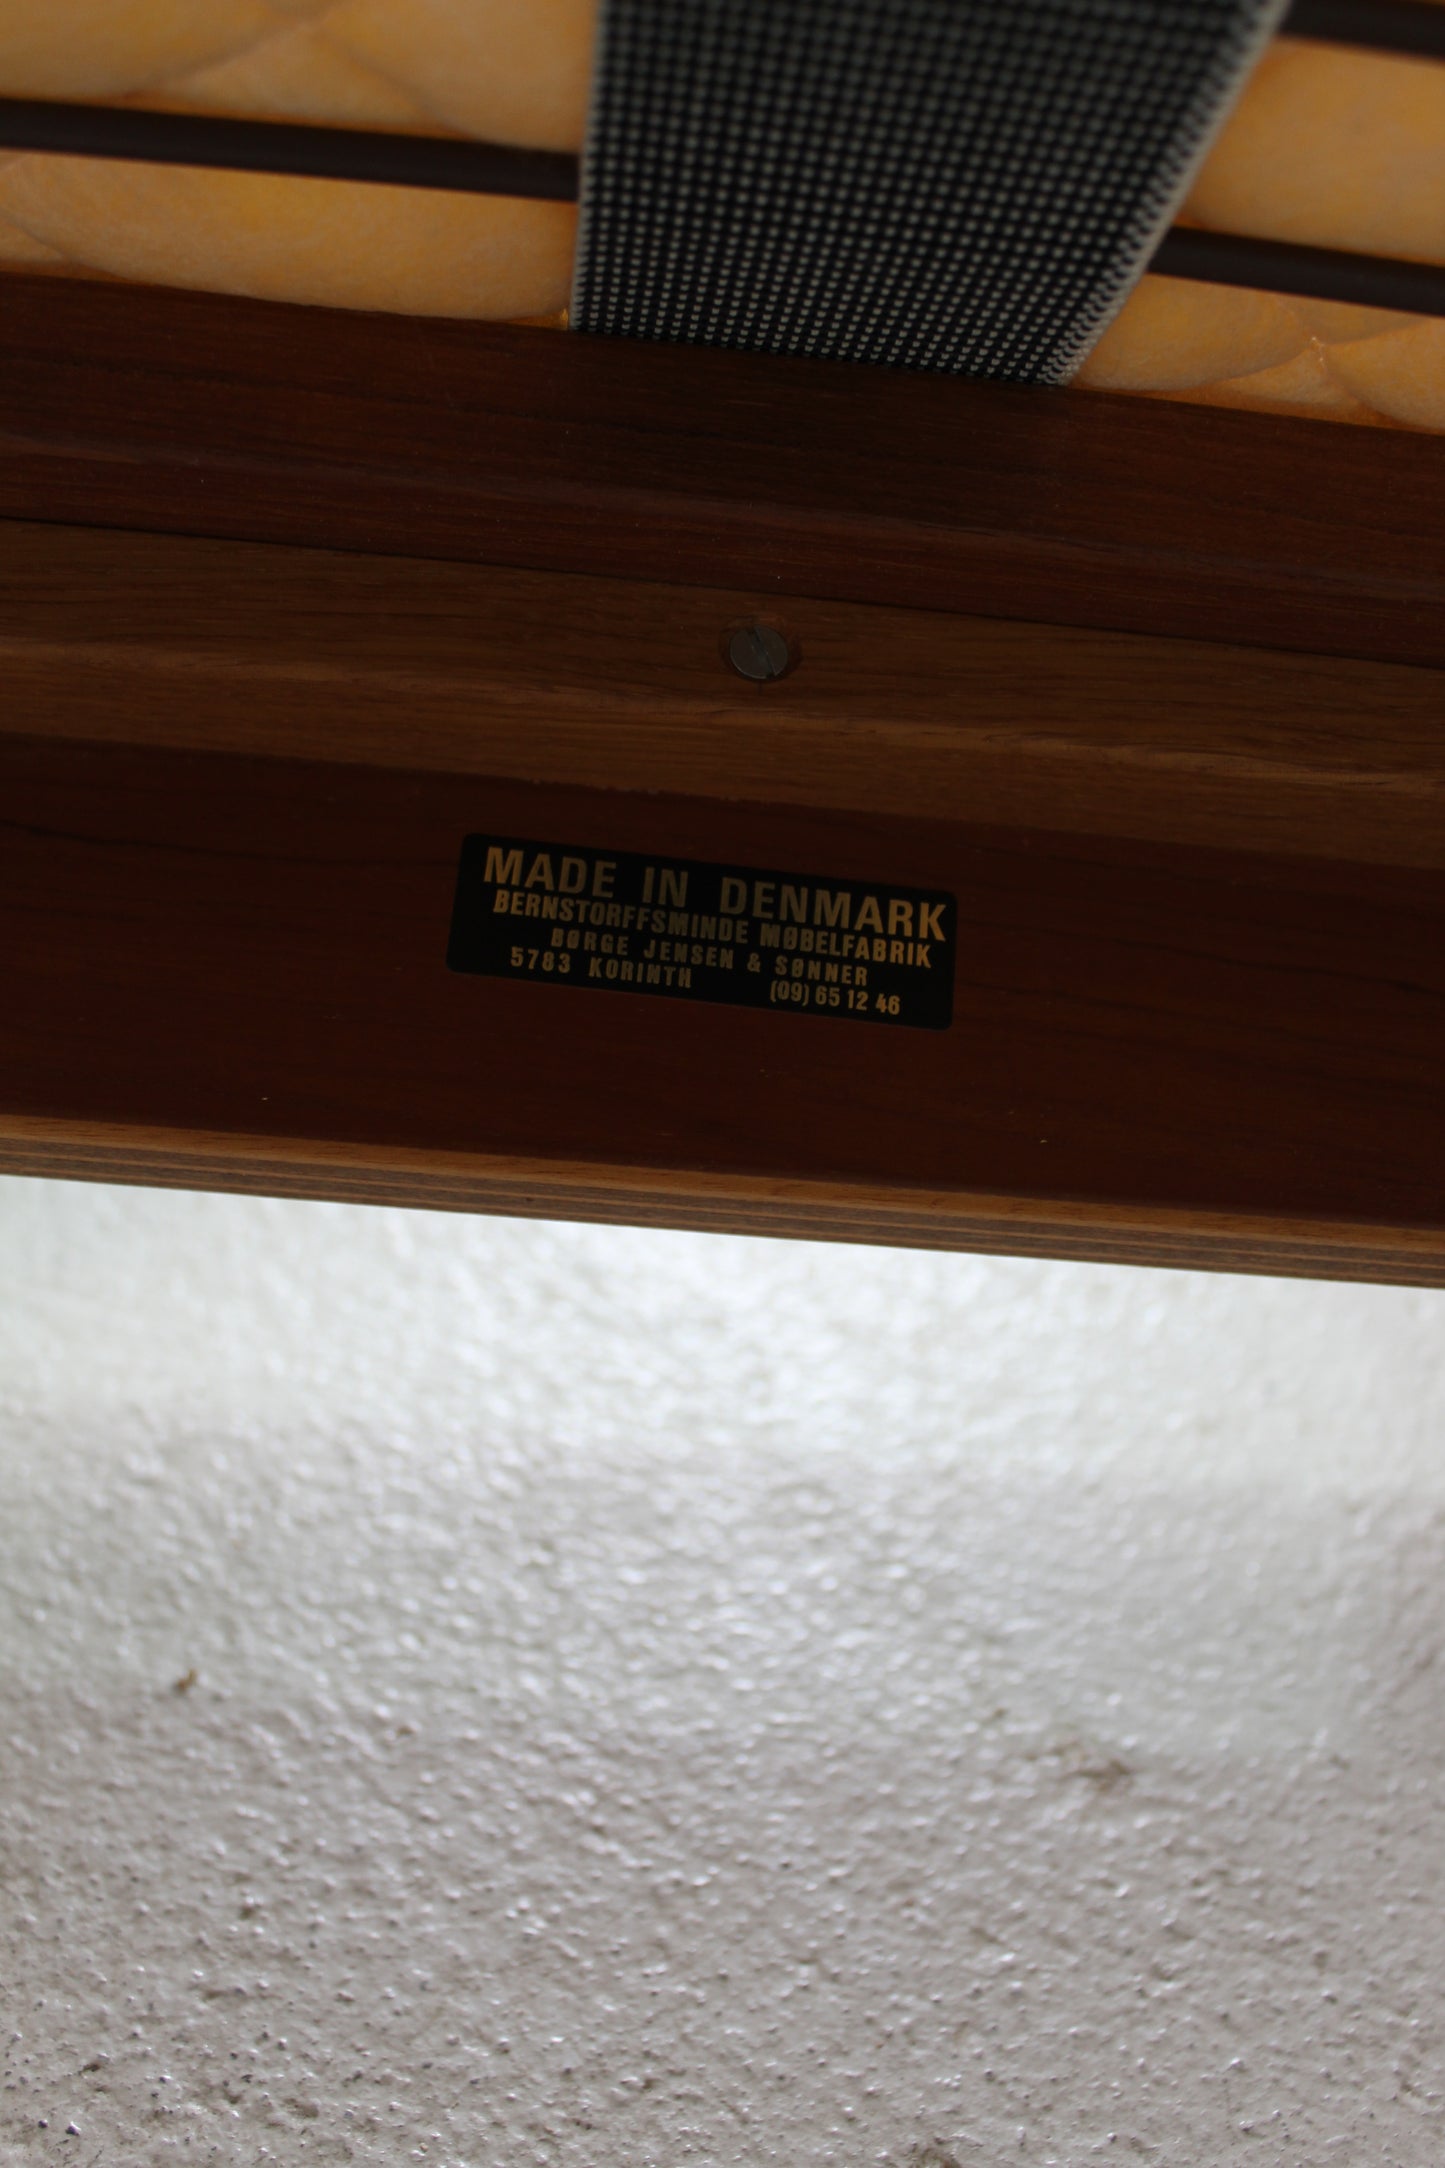 MADE IN DENMARK
BERNSTORFFSMINDE MØBELFABRIK
BØRGE JENSEN & SØNNER
5783 KORINTH (09) 65 12 46